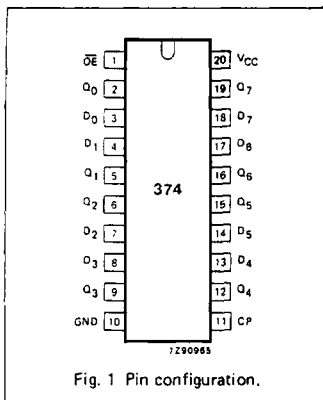 O̅E̅ 1 20 VCC
Q0 2 19 Q7
D0 3 18 D7
D1 4 17 D6
Q1 5 16 Q6
374
Q2 6 15 Q5
D2 7 14 D5
D3 8 13 D4
Q3 9 12 Q4
GND 10 11 CP
7Z90965
Fig. 1 Pin configuration.